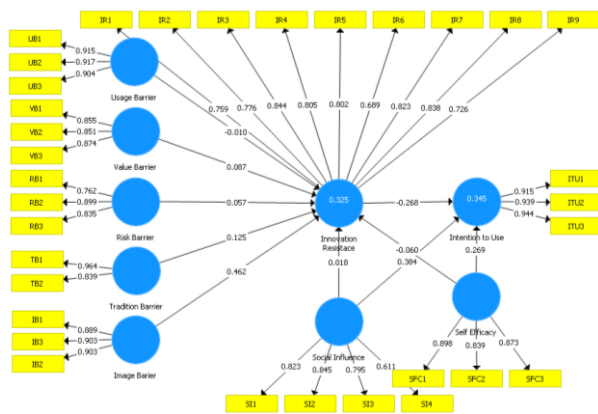 IR1 IR2 IR3 IR4 IR5 IR6 IR7 IR8 IR9
UB1
UB2
UB3
0.915
0.917
0.904
Usage Barrier
VB1
VB2
VB3
0.855
0.851
0.874
Value Barrier
RB1
RB2
RB3
0.762
0.899
0.835
Risk Barrier
TB1
TB2
0.964
0.839
Tradition Barrier
IB1
IB3
IB2
0.889
0.903
0.903
Image Barier
0.759 0.776 0.844 0.805 0.802 0.689 0.823 0.838 0.726
-0.010
0.087
0.057
0.125
0.462
0.325
Innovation
Resistace
-0.268
0.345
Intention to Use
0.915
0.939
0.944
ITU1
ITU2
ITU3
0.018
0.384
-0.060
0.269
Social Influence
0.823 0.845 0.795 0.611
SI1 SI2 SI3 SI4
Self Efficacy
0.898 0.839 0.873
SFC1 SFC2 SFC3